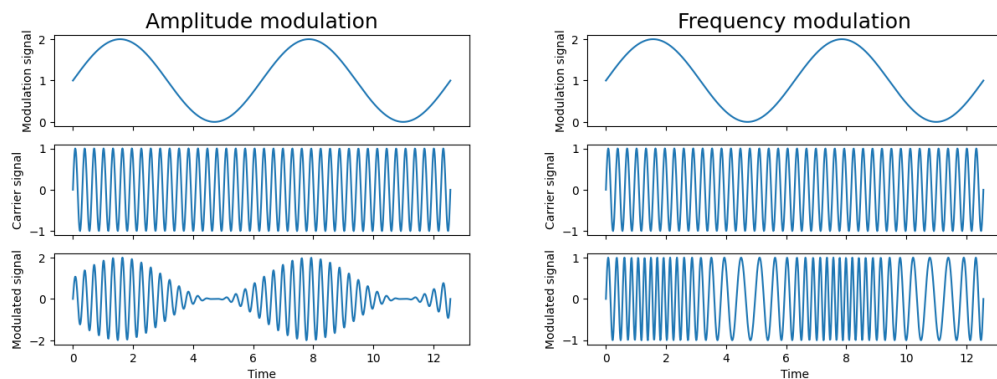 Amplitude modulation
Modulation signal
2
1
0
Carrier signal
1
0
−1
Modulated signal
2
0
−2
0 2 4 6 8 10 12
Time
Frequency modulation
Modulation signal
2
1
0
Carrier signal
1
0
−1
Modulated signal
1
0
−1
0 2 4 6 8 10 12
Time